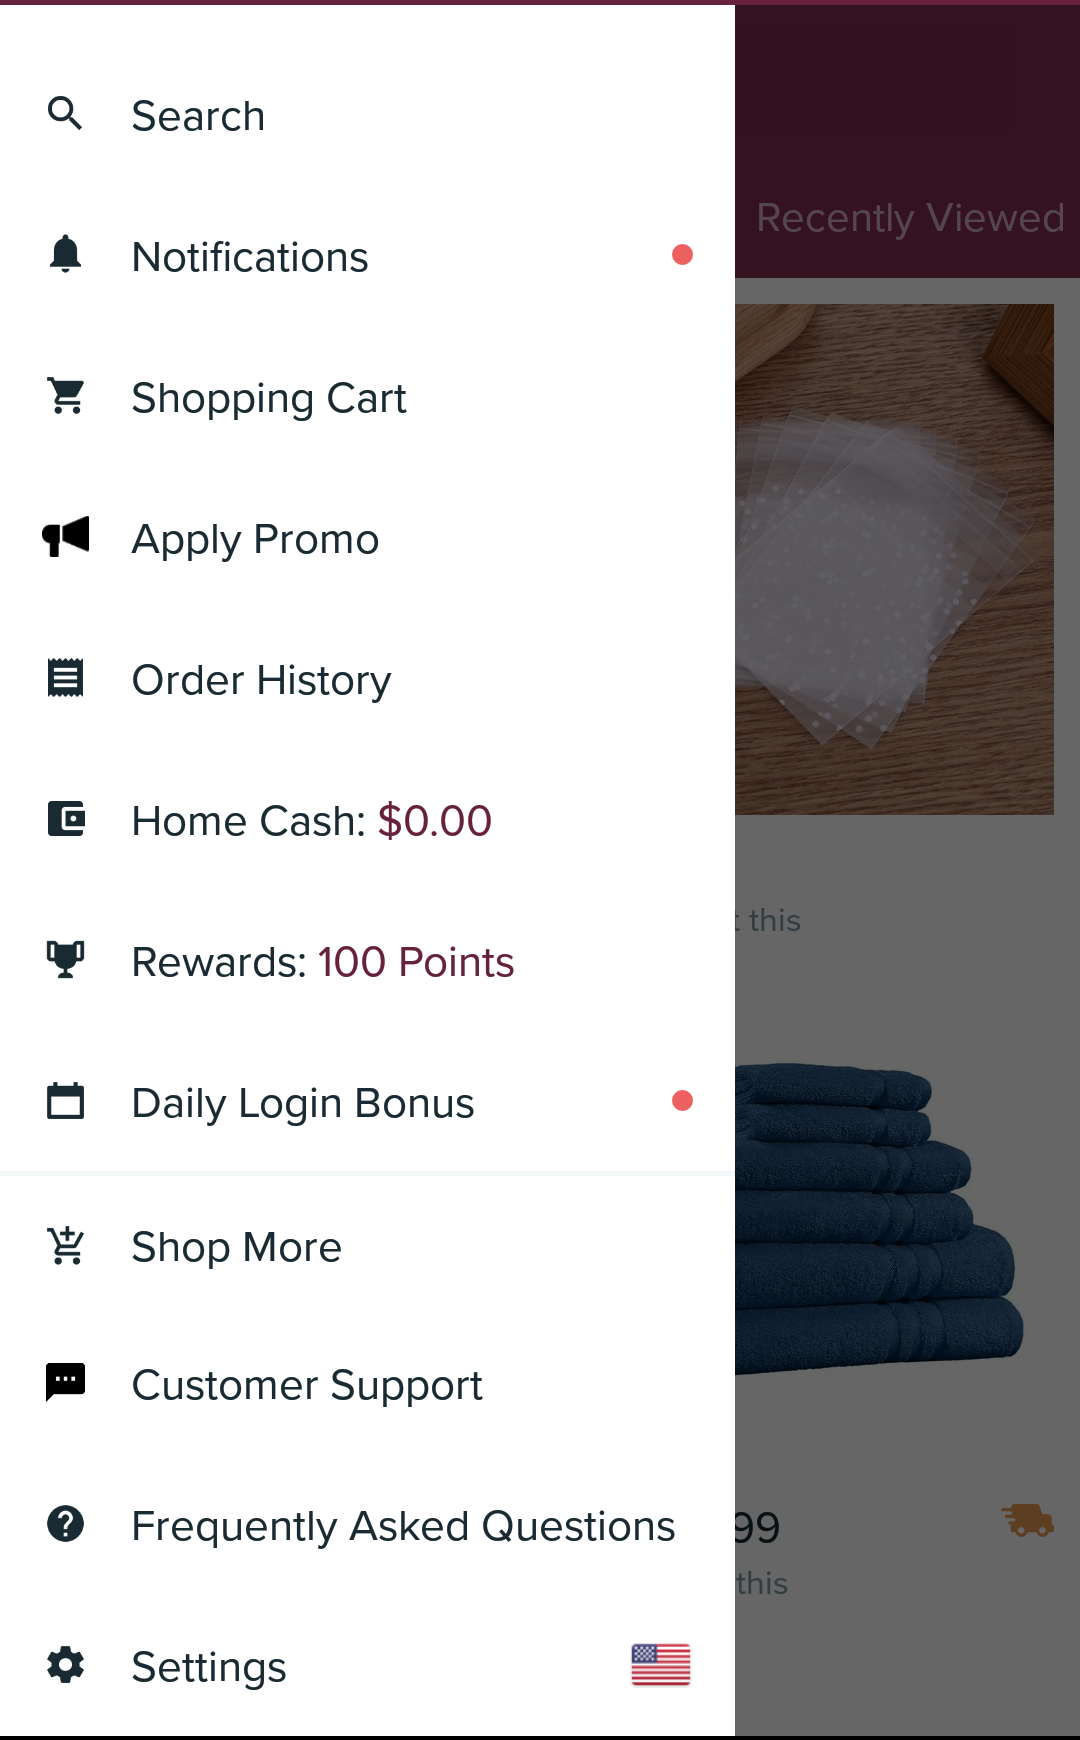 Search
Recently Viewed
Notifications
Shopping Cart
Apply Promo
Order History
Home Cash: $0.00
this
Rewards: 100 Points
Daily Login Bonus
Shop More
Customer Support
Frequently Asked Questions
99
this
Settings